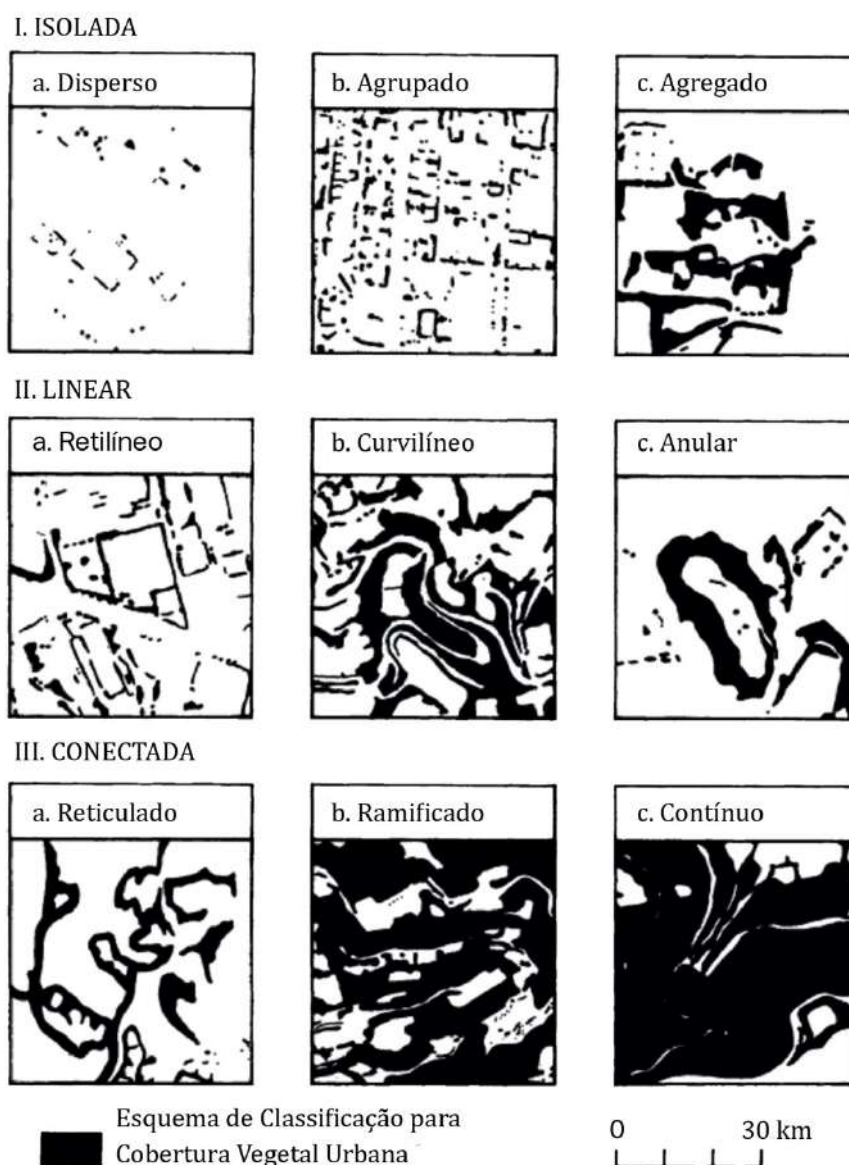 I. ISOLADA
a. Disperso
b. Agrupado
c. Agregado
II. LINEAR
a. Retilíneo
b. Curvilíneo
c. Anular
III. CONECTADA
a. Reticulado
b. Ramificado
c. Contínuo
Esquema de Classificação para
Cobertura Vegetal Urbana
0 30 km